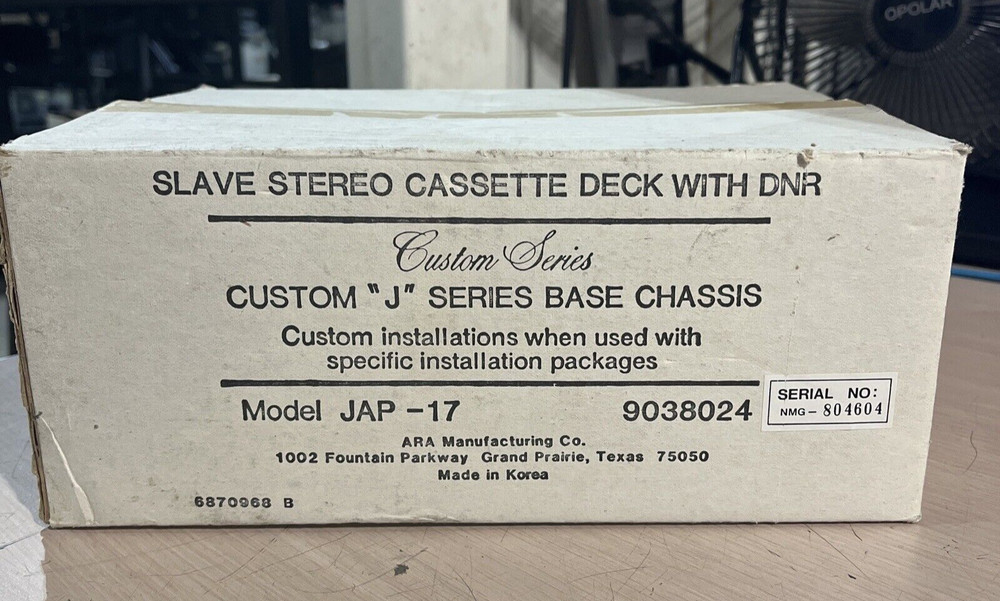 OPOLAR
SLAVE STEREO CASSETTE DECK WITH DNR
Custom Series
CUSTOM "J" SERIES BASE CHASSIS
Custom installations when used with
specific installation packages
Model JAP -17 9038024
SERIAL NO:
NMG- 804604
ARA Manufacturing Co.
1002 Fountain Parkway Grand Prairie, Texas 75050
Made in Korea
6870968 B